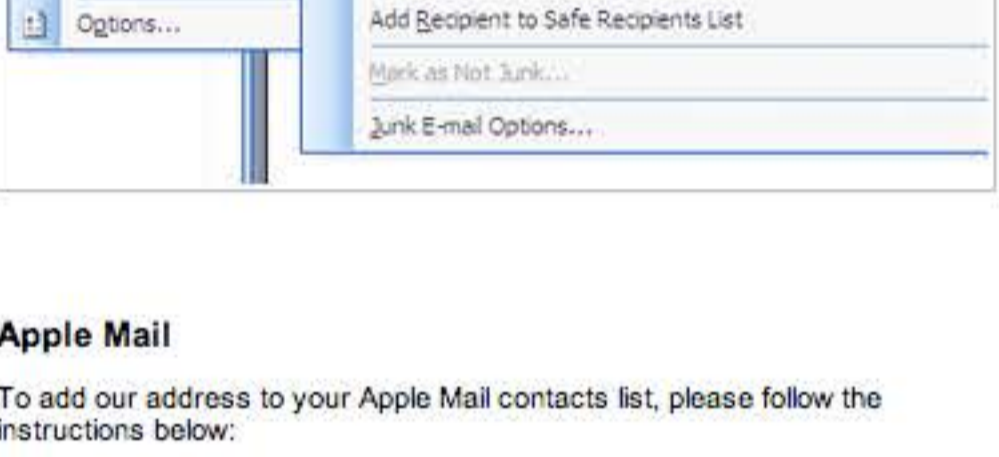 Add Recipient to Safe Recipients List
Options...
Mark as Not Junk...
Junk E-mail Options...
Apple Mail
To add our address to your Apple Mail contacts list, please follow the
instructions below: